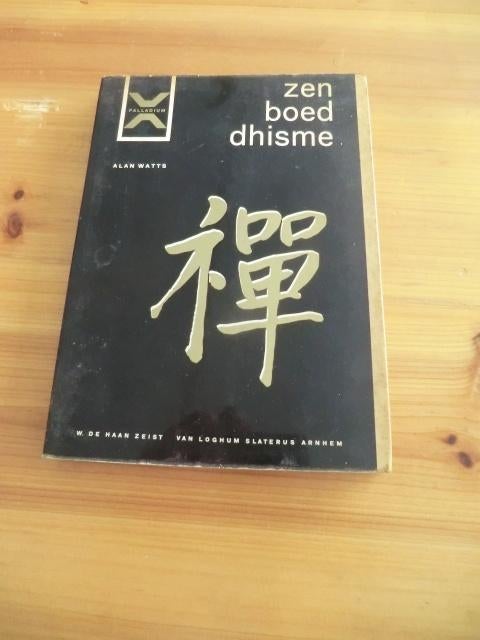 PALLADIUM
zen
boed
dhisme
ALAN WATTS
禪
W. DE HAAN ZEIST VAN LOGHUM SLATERUS ARNHEM